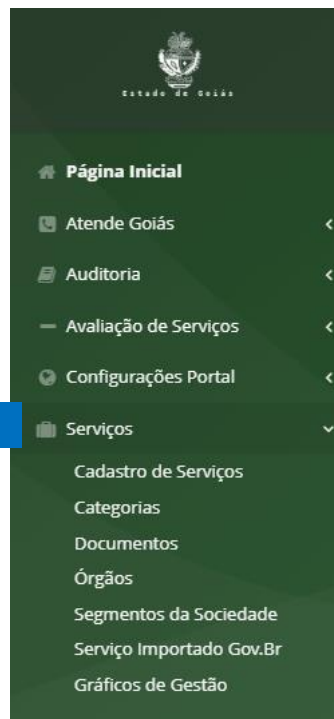 Estado de Goiás
Página Inicial
Atende Goiás
Auditoria
Avaliação de Serviços
Configurações Portal
Serviços
Cadastro de Serviços
Categorias
Documentos
Órgãos
Segmentos da Sociedade
Serviço Importado Gov.Br
Gráficos de Gestão